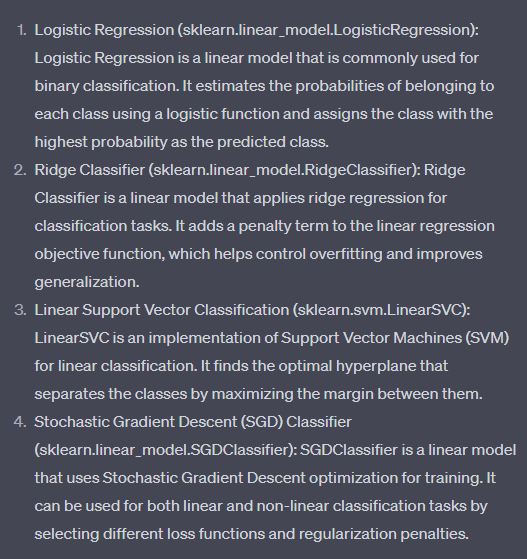 1. Logistic Regression (sklearn.linear_model.LogisticRegression):
Logistic Regression is a linear model that is commonly used for
binary classification. It estimates the probabilities of belonging to
each class using a logistic function and assigns the class with the
highest probability as the predicted class.
2. Ridge Classifier (sklearn.linear_model.RidgeClassifier): Ridge
Classifier is a linear model that applies ridge regression for
classification tasks. It adds a penalty term to the linear regression
objective function, which helps control overfitting and improves
generalization.
3. Linear Support Vector Classification (sklearn.svm.LinearSVC):
LinearSVC is an implementation of Support Vector Machines (SVM)
for linear classification. It finds the optimal hyperplane that
separates the classes by maximizing the margin between them.
4. Stochastic Gradient Descent (SGD) Classifier
(sklearn.linear_model.SGDClassifier): SGDClassifier is a linear model
that uses Stochastic Gradient Descent optimization for training. It
can be used for both linear and non-linear classification tasks by
selecting different loss functions and regularization penalties.